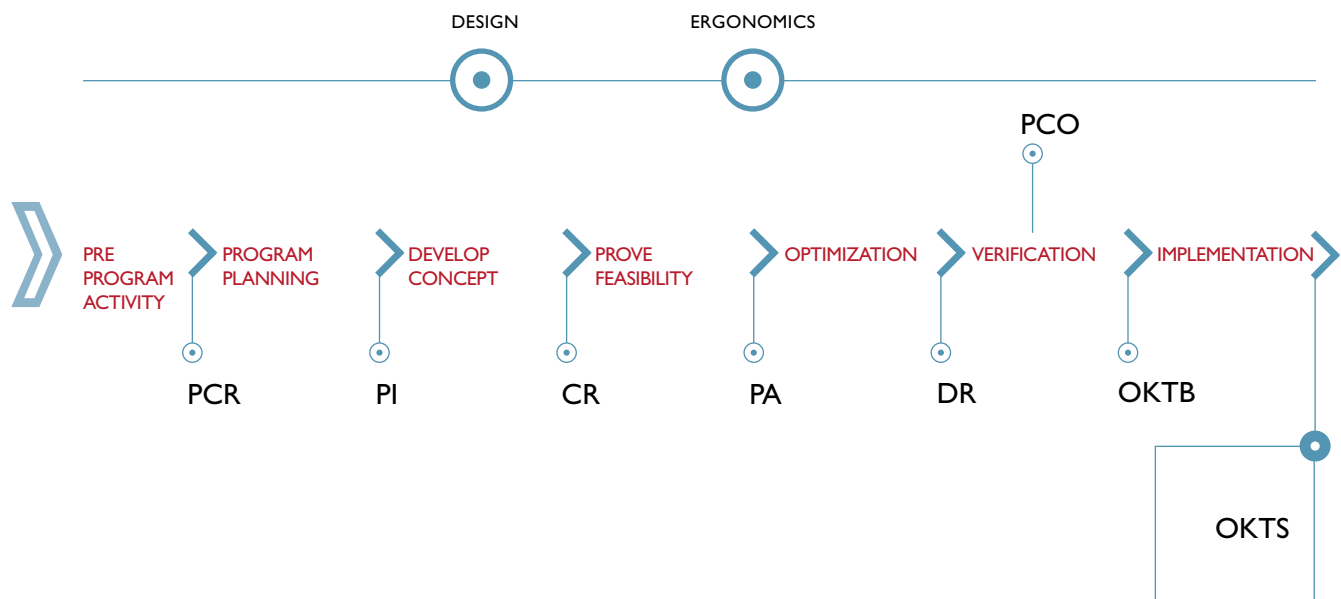 DESIGN
ERGONOMICS
PCO
PRE
PROGRAM
ACTIVITY
PROGRAM
PLANNING
DEVELOP
CONCEPT
PROVE
FEASIBILITY
OPTIMIZATION
VERIFICATION
IMPLEMENTATION
PCR
PI
CR
PA
DR
OKTB
OKTS